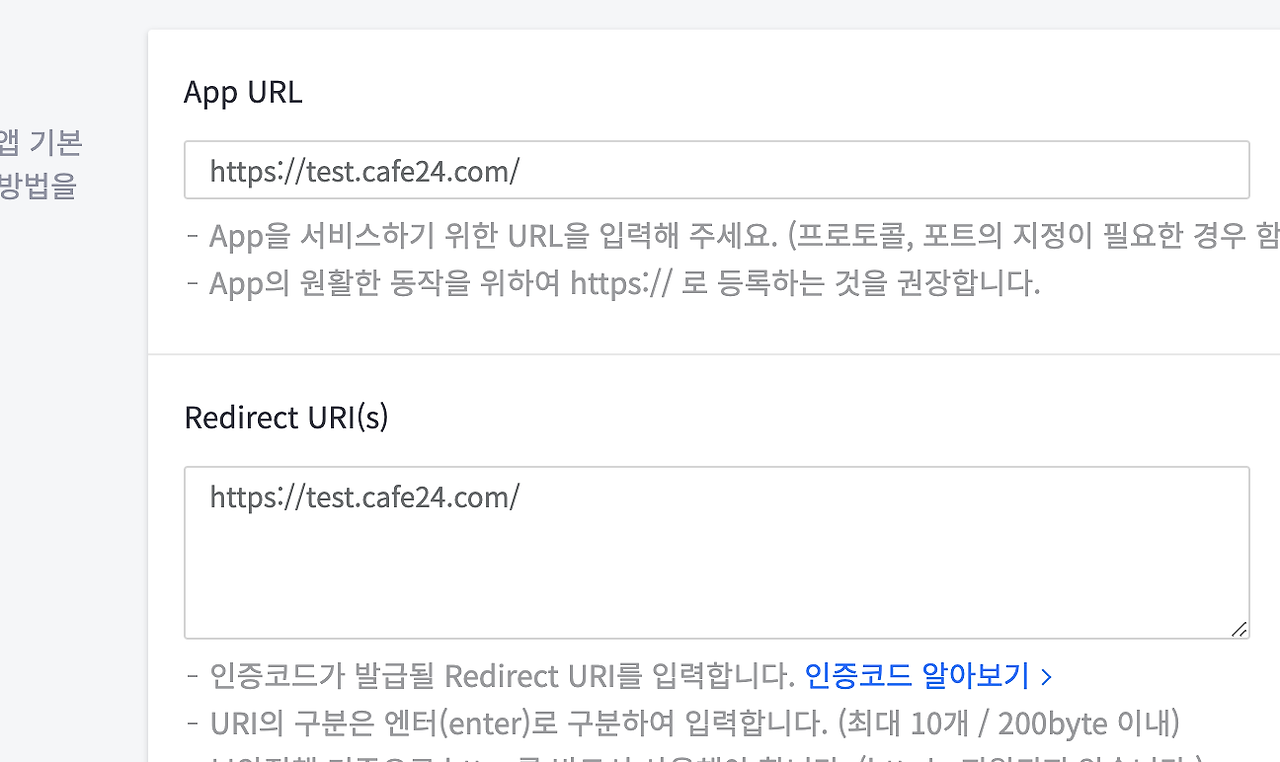 App URL
앱 기본
https://test.cafe24.com/
방법을
- App을 서비스하기 위한 URL을 입력해 주세요. (프로토콜, 포트의 지정이 필요한 경우 함
- App의 원활한 동작을 위하여 https:// 로 등록하는 것을 권장합니다.
Redirect URI(s)
https://test.cafe24.com/
- 인증코드가 발급될 Redirect URI를 입력합니다. 인증코드 알아보기 >
- URI의 구분은 엔터(enter)로 구분하여 입력합니다. (최대 10개 / 200byte 이내)